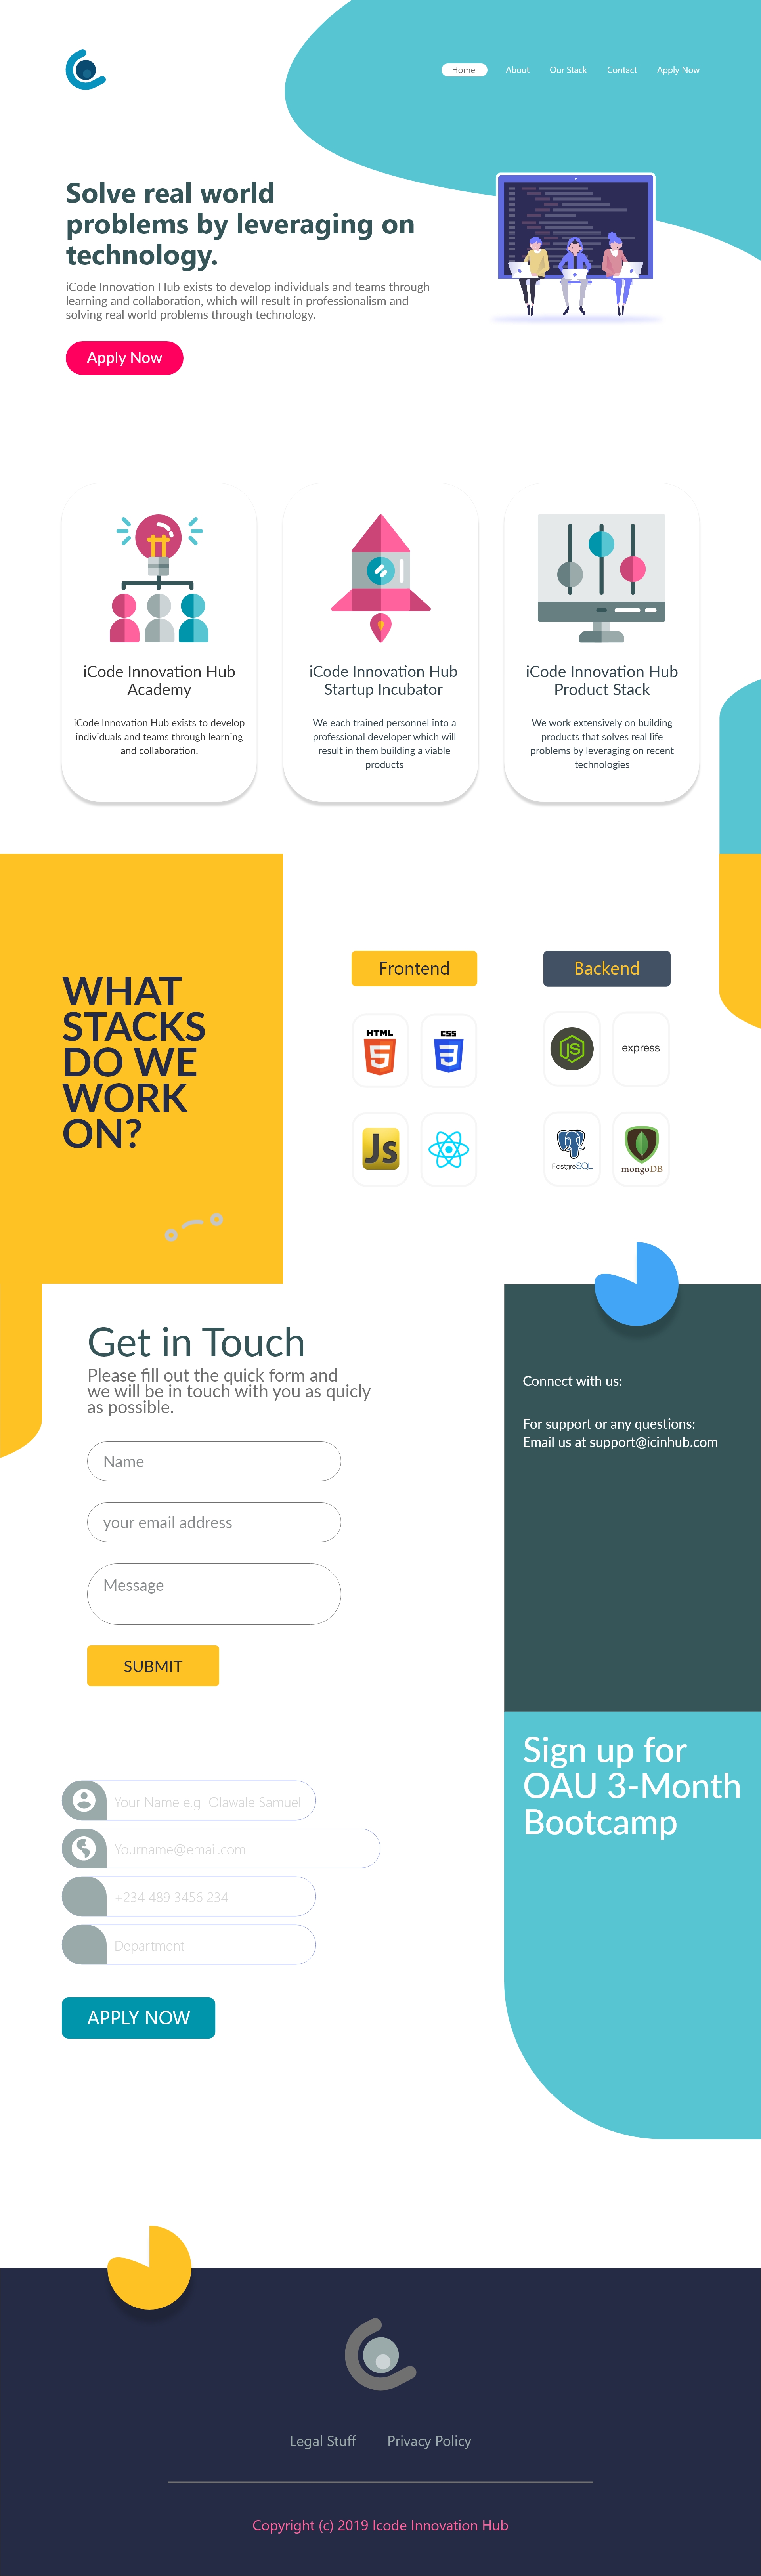 Home About Our Stack Contact Apply Now
Solve real world
problems by leveraging on
technology.
iCode Innovation Hub exists to develop individuals and teams through
learning and collaboration, which will result in professionalism and
solving real world problems through technology.
Apply Now
iCode Innovation Hub
Academy
iCode Innovation Hub exists to develop
individuals and teams through learning
and collaboration.
iCode Innovation Hub
Startup Incubator
We each trained personnel into a
professional developer which will
result in them building a viable
products
iCode Innovation Hub
Product Stack
We work extensively on building
products that solves real life
problems by leveraging on recent
technologies
WHAT
STACKS
DO WE
WORK
ON?
Frontend
HTML
5
CSS
3
JS
Backend
JS
express
PostgreSQL
mongoDB
Get in Touch
Please fill out the quick form and
we will be in touch with you as quicly
as possible.
Name
your email address
Message
SUBMIT
Connect with us:
For support or any questions:
Email us at support@icinhub.com
Sign up for
OAU 3-Month
Bootcamp
Your Name e.g Olawale Samuel
Yourname@email.com
+234 489 3456 234
Department
APPLY NOW
Legal Stuff Privacy Policy
Copyright (c) 2019 Icode Innovation Hub